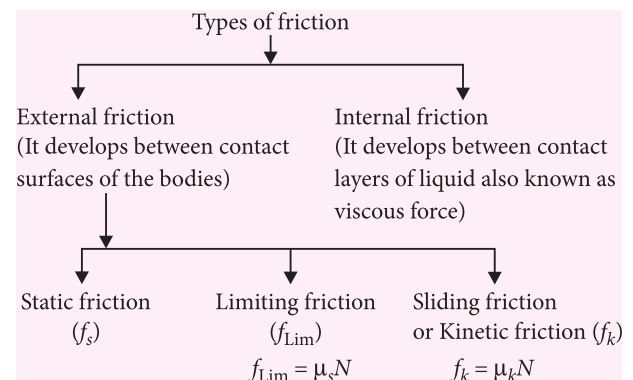 Types of friction
External friction
(It develops between contact
surfaces of the bodies)
Internal friction
(It develops between contact
layers of liquid also known as
viscous force)
Static friction
(fₛ)
Limiting friction
(f_Lim)
f_Lim = μₛN
Sliding friction
or Kinetic friction (fₖ)
fₖ = μₖN